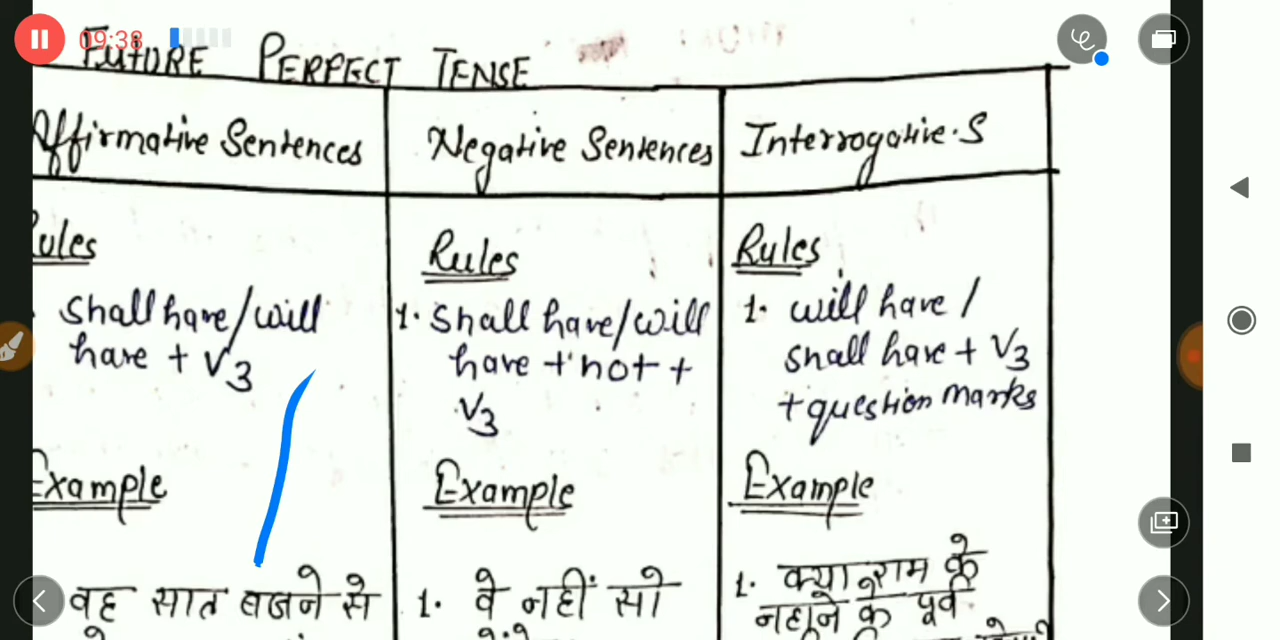 09:38
FUTURE PERFECT TENSE
Affirmative Sentences
Negative Sentences
Interrogative.S
Rules
shall have/will
have + V3
Example
वह सात बजने से
Rules
1. shall have/will
have + not +
V3
Example
1. वे नहीं सो
Rules
1. will have /
shall have + V3
+ question marks
Example
1. क्या राम के
नहाने के पूर्व